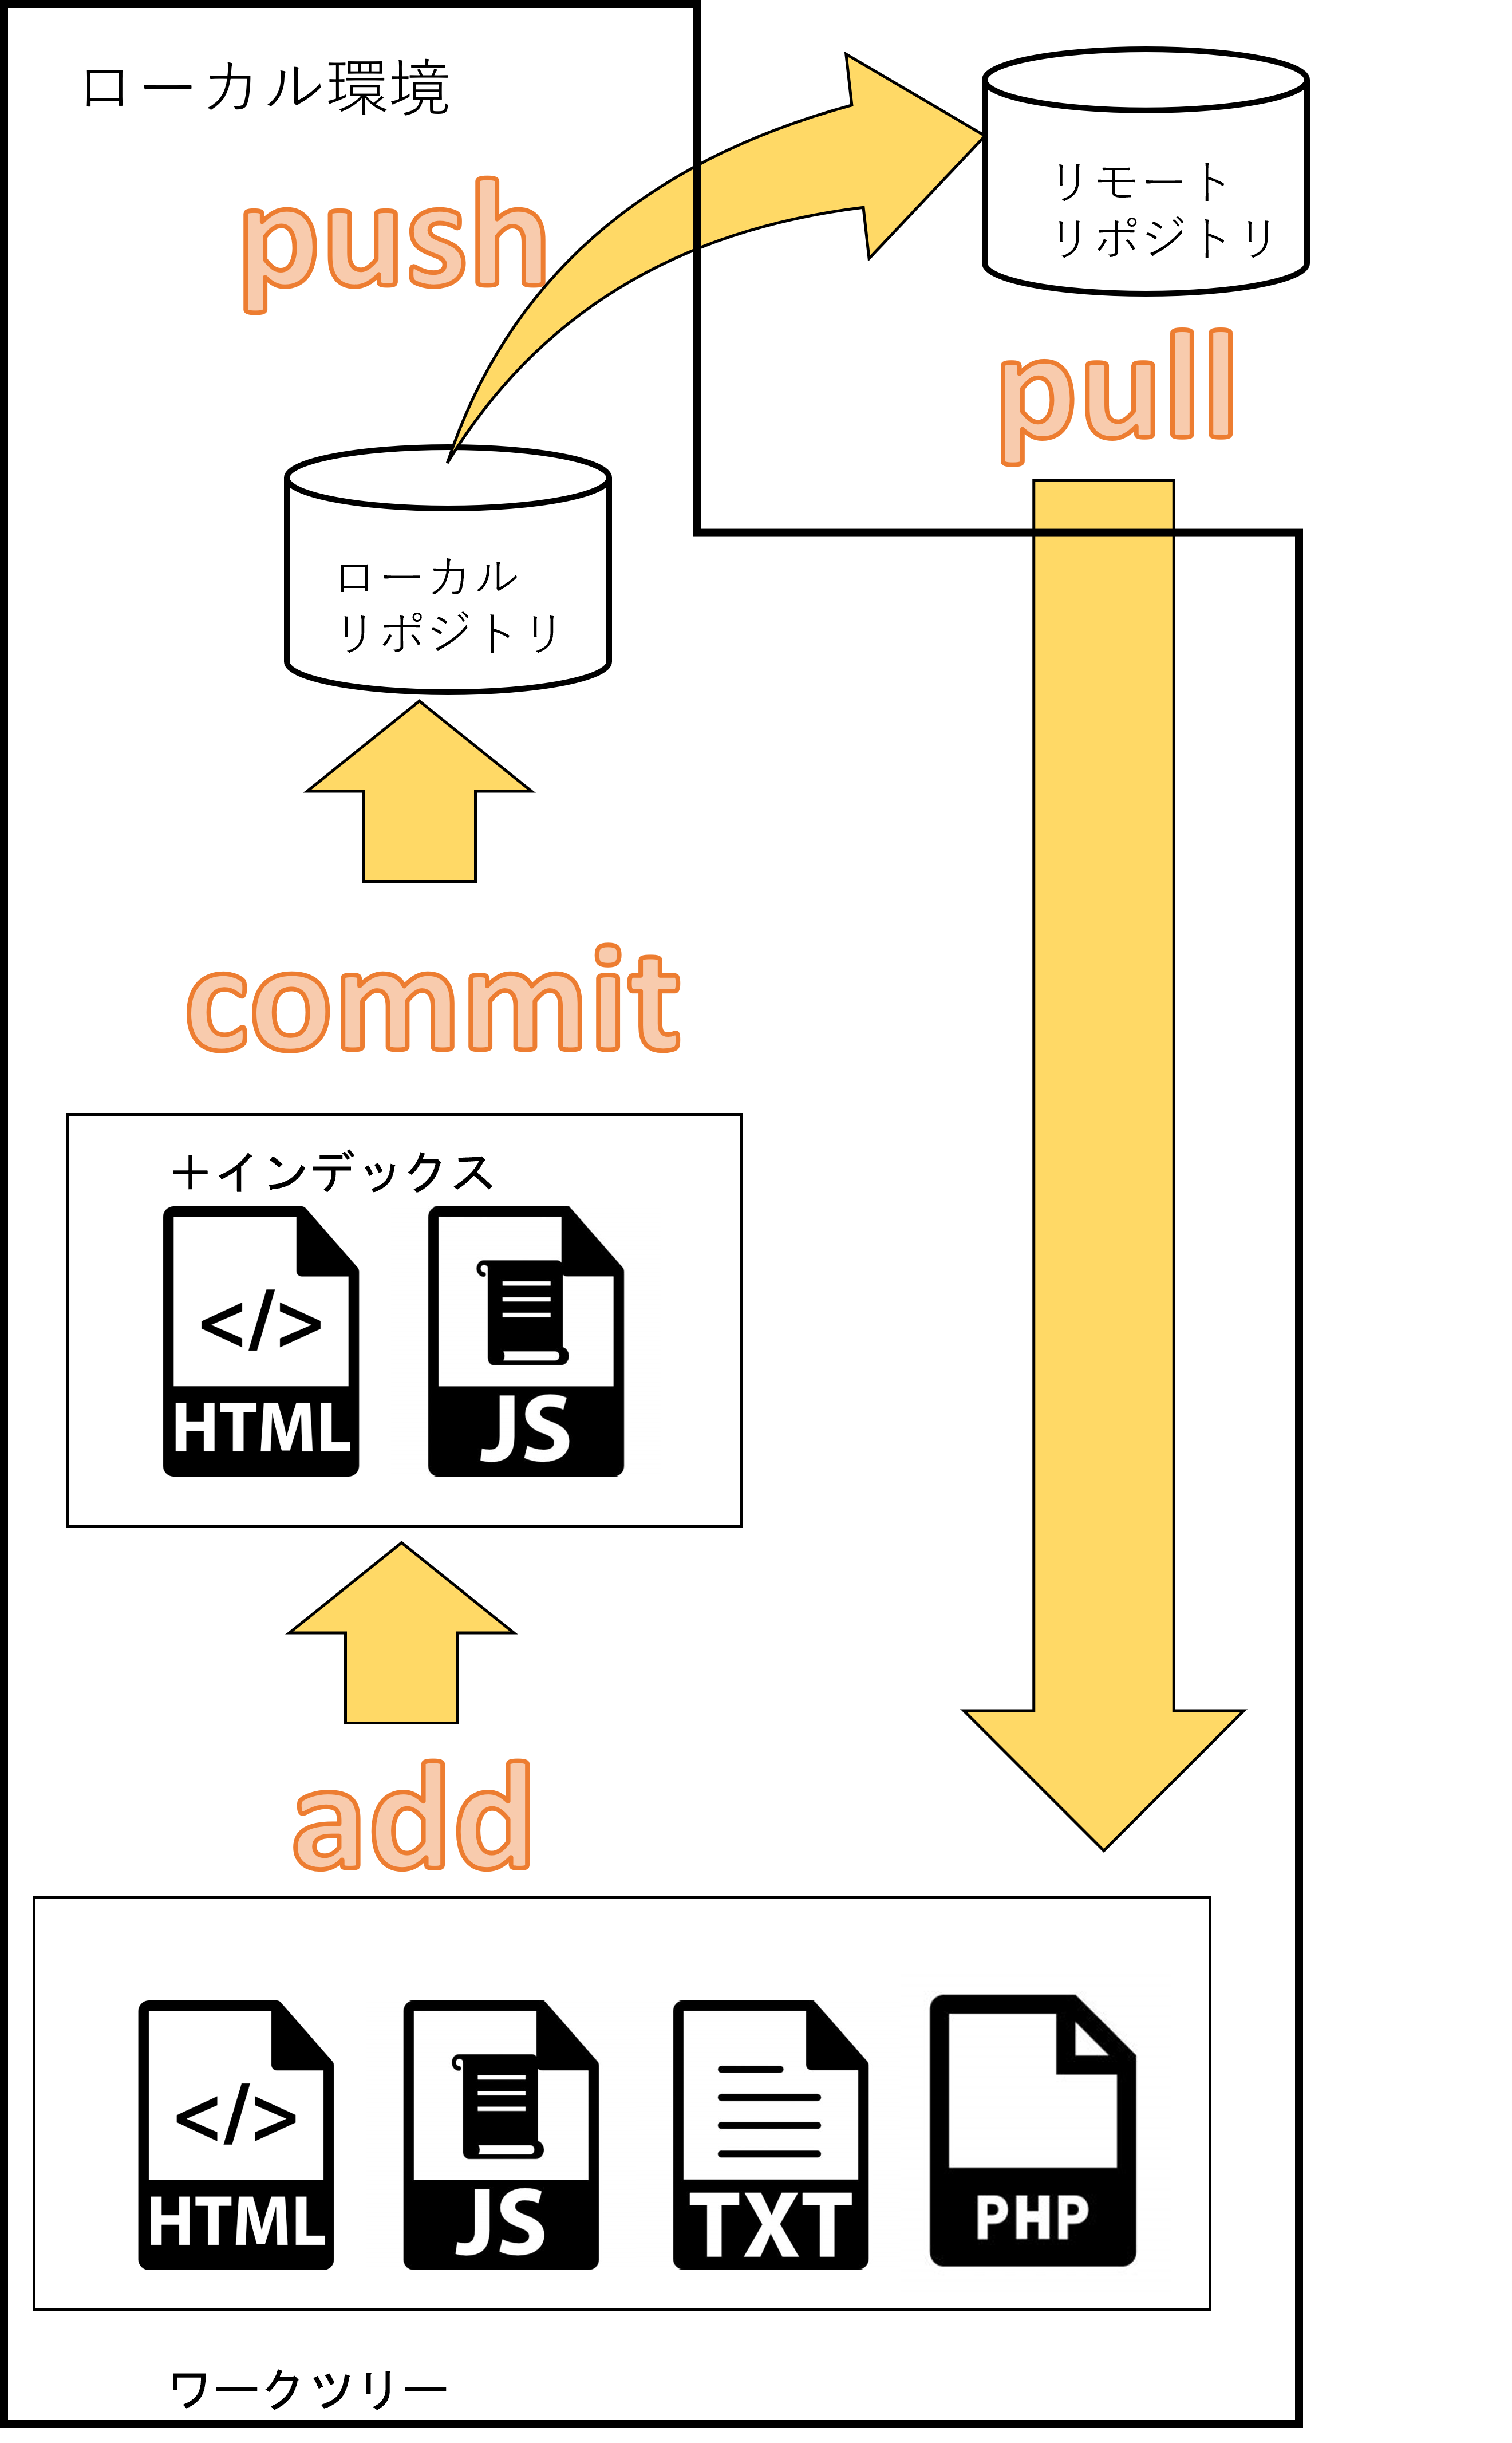 ローカル環境
push
リモート
リポジトリ
pull
ローカル
リポジトリ
commit
＋インデックス
</>
HTML
JS
add
</>
HTML
JS
TXT
PHP
ワークツリー